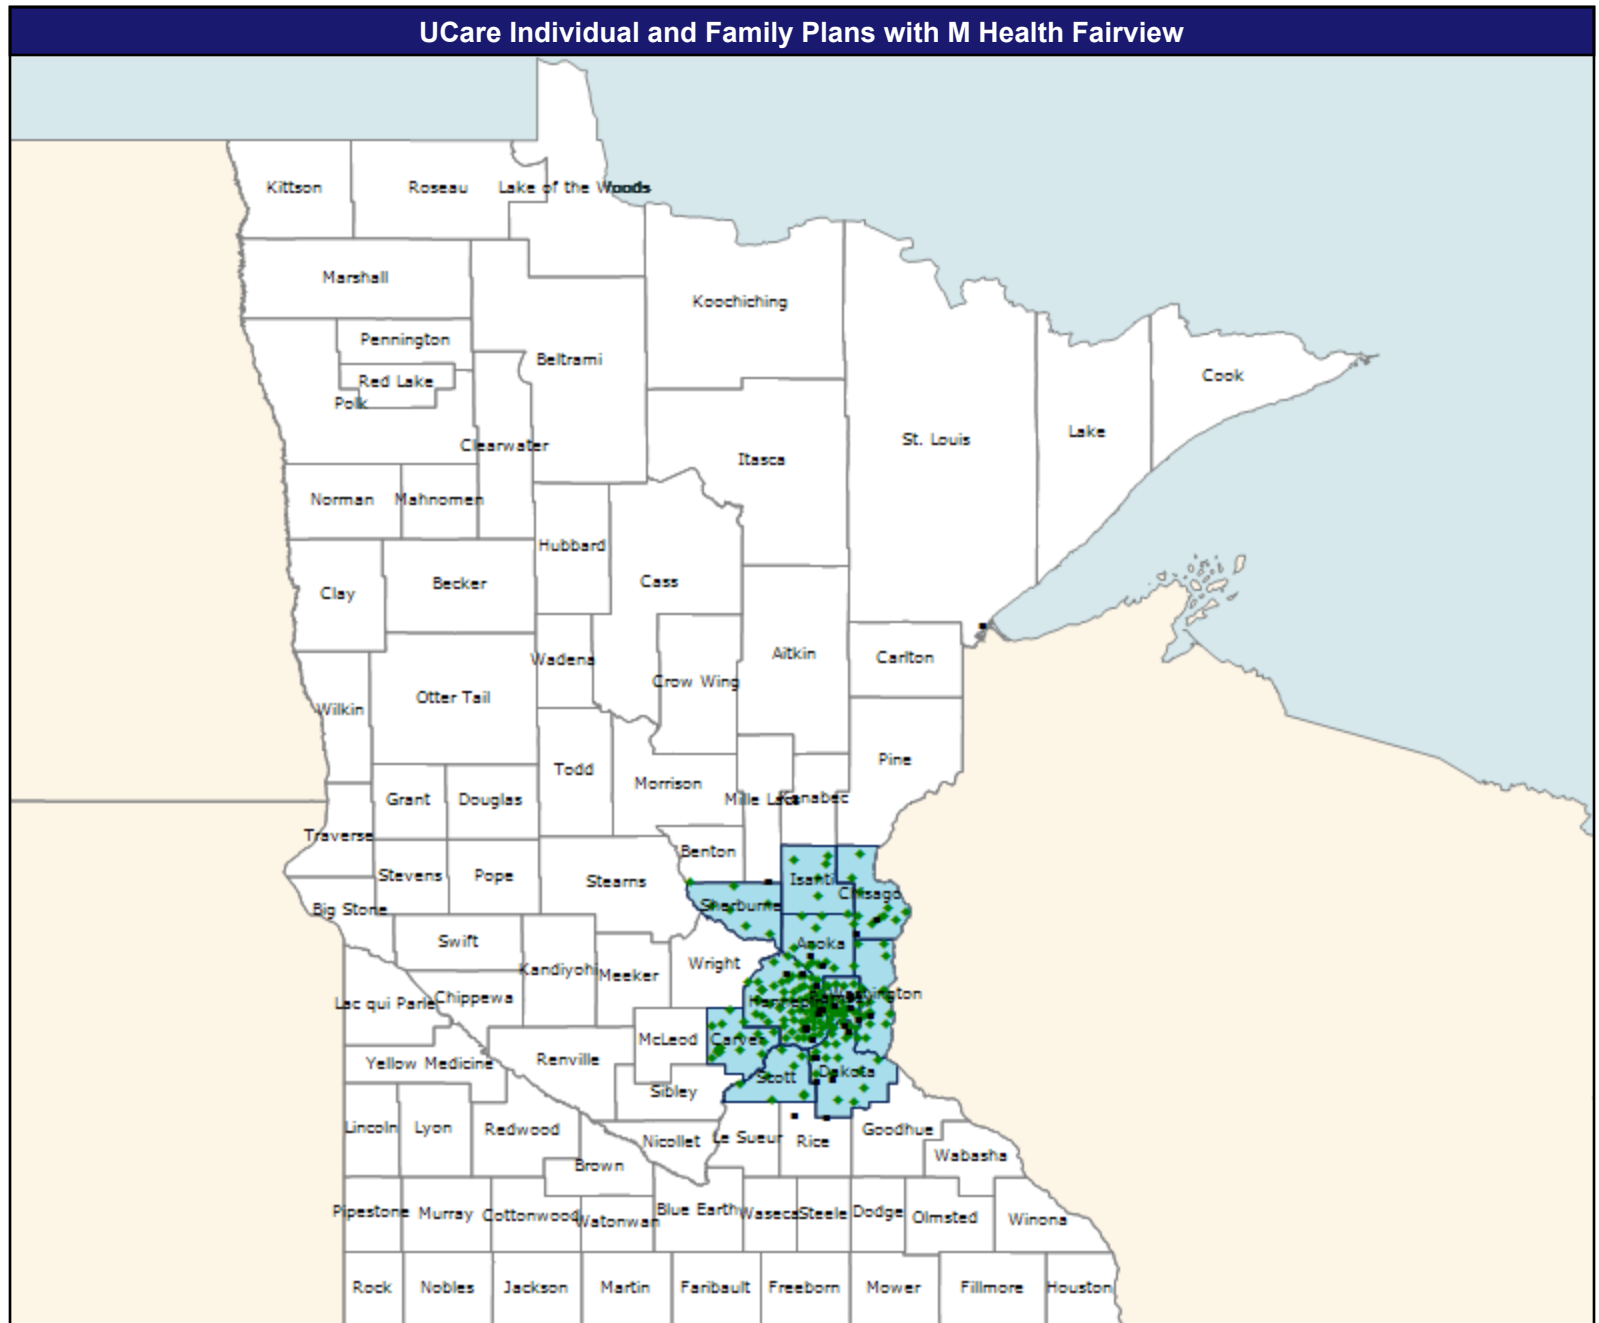 UCare Individual and Family Plans with M Health Fairview
Kittson
Roseau
Lake of the Woods
Marshall
Koochiching
Pennington
Beltrami
Red Lake
Cook
Polk
Lake
St. Louis
Clearwater
Itasca
Norman
Mahnomen
Hubbard
Cass
Becker
Clay
Aitkin
Carlton
Wadena
Crow Wing
Otter Tail
Wilkin
Pine
Todd
Morrison
Grant
Douglas
Mille Lacs
Kanabec
Traverse
Benton
Stevens
Pope
Stearns
Isanti
Chisago
Big Stone
Sherburne
Swift
Anoka
Wright
Kandiyohi
Meeker
Washington
Chippewa
Hennepin
Lac qui Parle
McLeod
Carver
Renville
Yellow Medicine
Dakota
Scott
Sibley
Lincoln
Lyon
Redwood
Goodhue
Le Sueur
Nicollet
Rice
Wabasha
Brown
Pipestone
Murray
Cottonwood
Watonwan
Blue Earth
Waseca
Steele
Dodge
Olmsted
Winona
Rock
Nobles
Jackson
Martin
Faribault
Freeborn
Mower
Fillmore
Houston